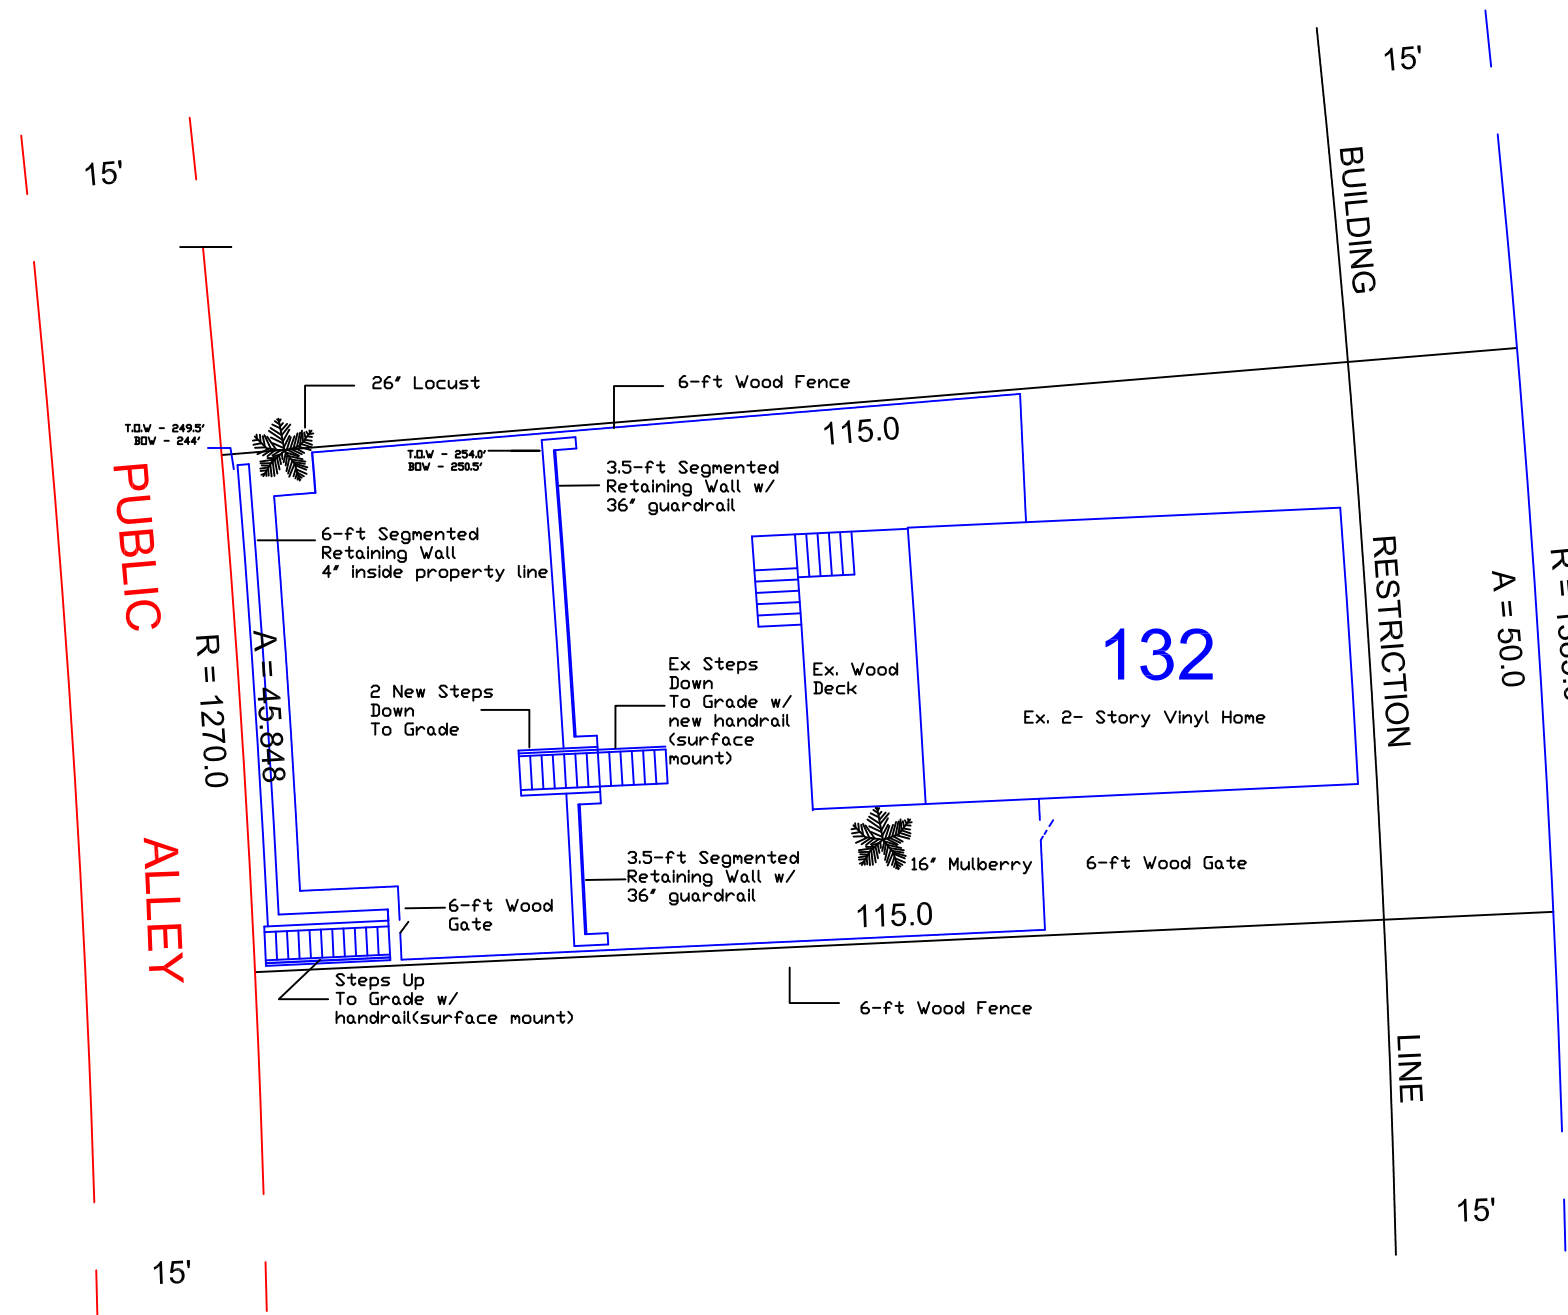 15'
15'
BUILDING
26" Locust
6-ft Wood Fence
T.O.W - 249.5'
BOW - 244'
115.0
T.O.W - 254.0'
BOW - 250.5'
3.5-ft Segmented
Retaining Wall w/
36" guardrail
PUBLIC
6-ft Segmented
Retaining Wall
4" inside property line
RESTRICTION
A = 50.0
R = 1270.0
A = 45.848
132
Ex. 2- Story Vinyl Home
Ex. Wood
Deck
Ex Steps
Down
To Grade w/
new handrail
(surface
mount)
2 New Steps
Down
To Grade
ALLEY
3.5-ft Segmented
Retaining Wall w/
36" guardrail
16" Mulberry
6-ft Wood Gate
6-ft Wood
Gate
115.0
Steps Up
To Grade w/
handrail(surface mount)
6-ft Wood Fence
LINE
15'
15'